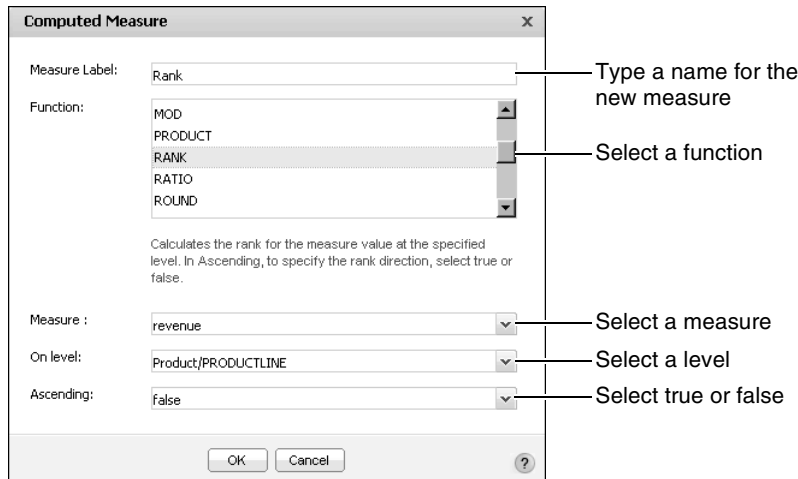 Computed Measure x
Measure Label: Rank
Type a name for the
new measure
Function:
MOD
PRODUCT
RANK
RATIO
ROUND
Select a function
Calculates the rank for the measure value at the specified
level. In Ascending, to specify the rank direction, select true or
false.
Measure : revenue
Select a measure
On level: Product/PRODUCTLINE
Select a level
Ascending: false
Select true or false
OK Cancel ?